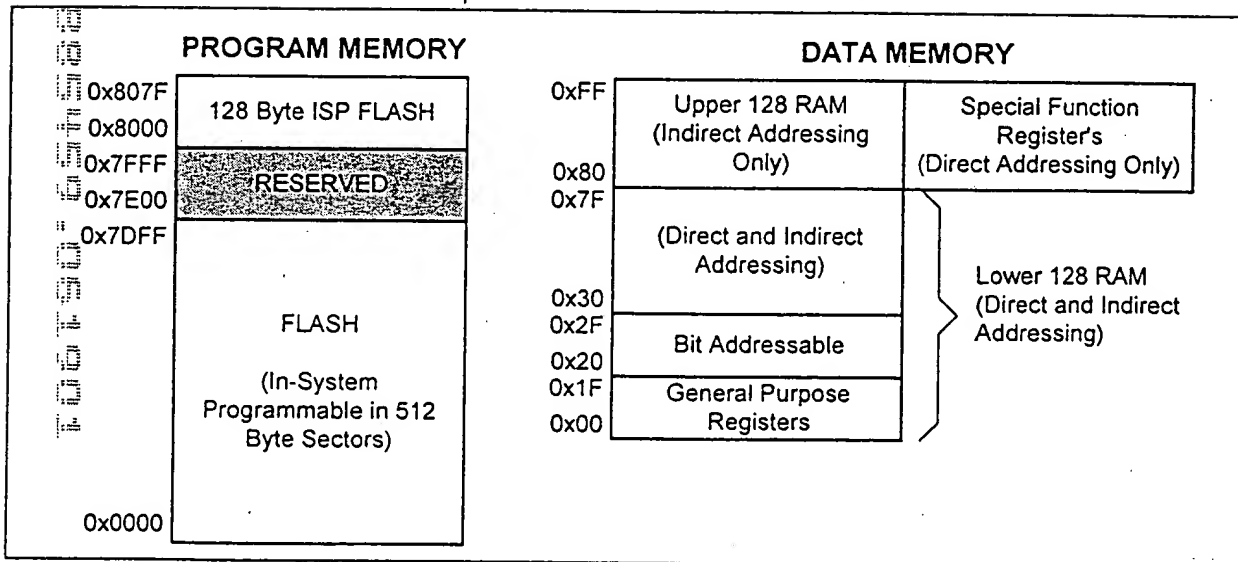 PROGRAM MEMORY
0x807F
128 Byte ISP FLASH
0x8000
0x7FFF
RESERVED
0x7E00
0x7DFF
FLASH
(In-System
Programmable in 512
Byte Sectors)
0x0000
DATA MEMORY
0xFF
Upper 128 RAM
(Indirect Addressing
Only)
0x80
Special Function
Register's
(Direct Addressing Only)
0x7F
(Direct and Indirect
Addressing)
0x30
0x2F
Bit Addressable
0x20
0x1F
General Purpose
Registers
0x00
Lower 128 RAM
(Direct and Indirect
Addressing)